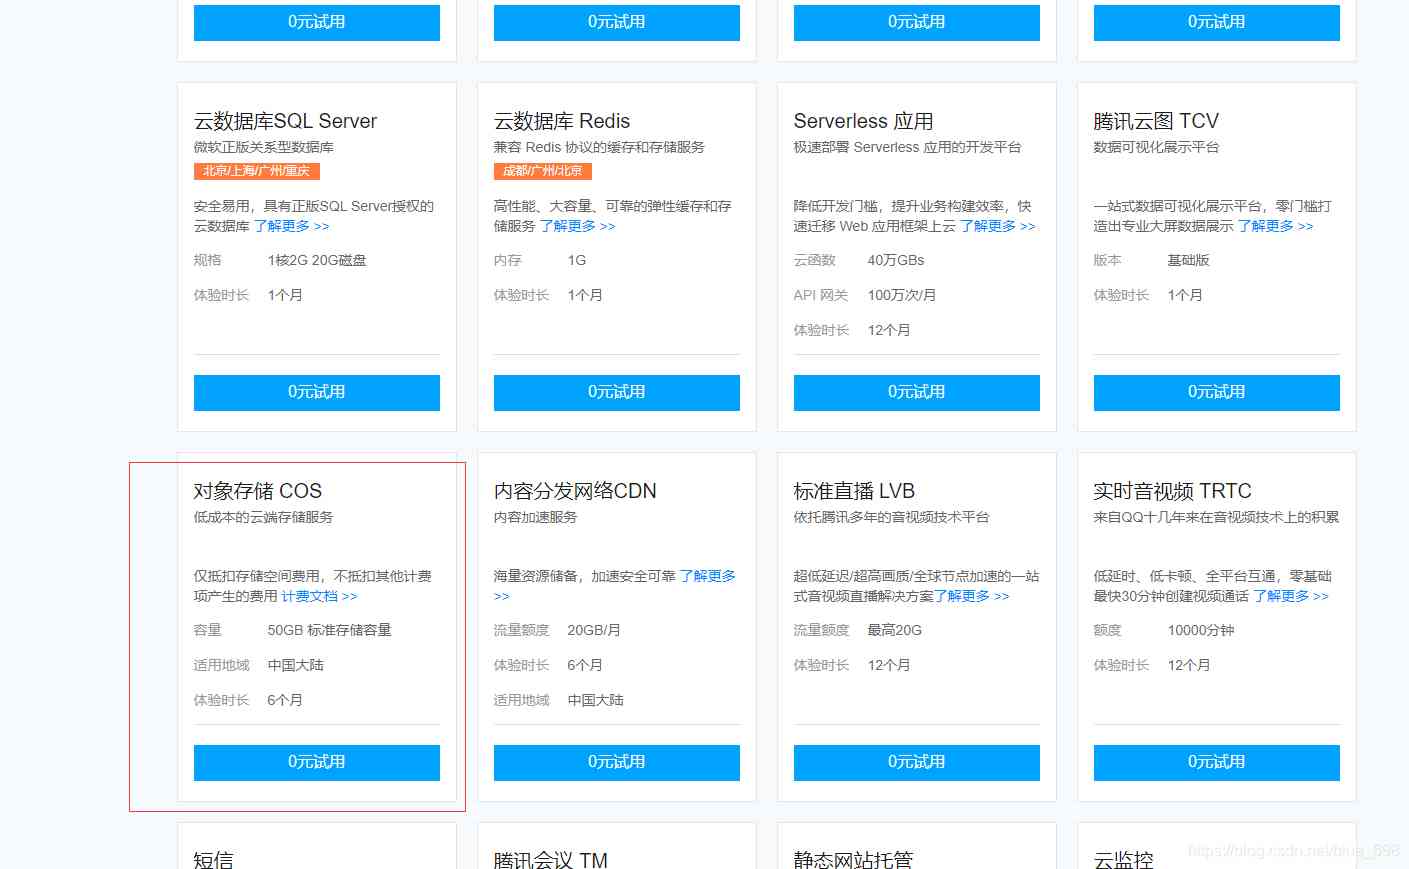 0元试用
0元试用
0元试用
0元试用
云数据库SQL Server
微软正版关系型数据库
北京/上海/广州/重庆
安全易用，具有正版SQL Server授权的
云数据库 了解更多 >>
规格 1核2G 20G磁盘
体验时长 1个月
0元试用
云数据库 Redis
兼容 Redis 协议的缓存和存储服务
成都/广州/北京
高性能、大容量、可靠的弹性缓存和存
储服务 了解更多 >>
内存 1G
体验时长 1个月
0元试用
Serverless 应用
极速部署 Serverless 应用的开发平台
降低开发门槛，提升业务构建效率，快
速迁移 Web 应用框架上云 了解更多 >>
云函数 40万GBs
API 网关 100万次/月
体验时长 12个月
0元试用
腾讯云图 TCV
数据可视化展示平台
一站式数据可视化展示平台，零门槛打
造出专业大屏数据展示 了解更多 >>
版本 基础版
体验时长 1个月
0元试用
对象存储 COS
低成本的云端存储服务
仅抵扣存储空间费用，不抵扣其他计费
项产生的费用 计费文档 >>
容量 50GB 标准存储容量
适用地域 中国大陆
体验时长 6个月
0元试用
内容分发网络CDN
内容加速服务
海量资源储备，加速安全可靠 了解更多
>>
流量额度 20GB/月
体验时长 6个月
适用地域 中国大陆
0元试用
标准直播 LVB
依托腾讯多年的音视频技术平台
超低延迟/超高画质/全球节点加速的一站
式音视频直播解决方案了解更多 >>
流量额度 最高20G
体验时长 12个月
0元试用
实时音视频 TRTC
来自QQ十几年来在音视频技术上的积累
低延时、低卡顿、全平台互通，零基础
最快30分钟创建视频通话 了解更多 >>
额度 10000分钟
体验时长 12个月
0元试用
短信
腾讯会议 TM
静态网站托管
云监控